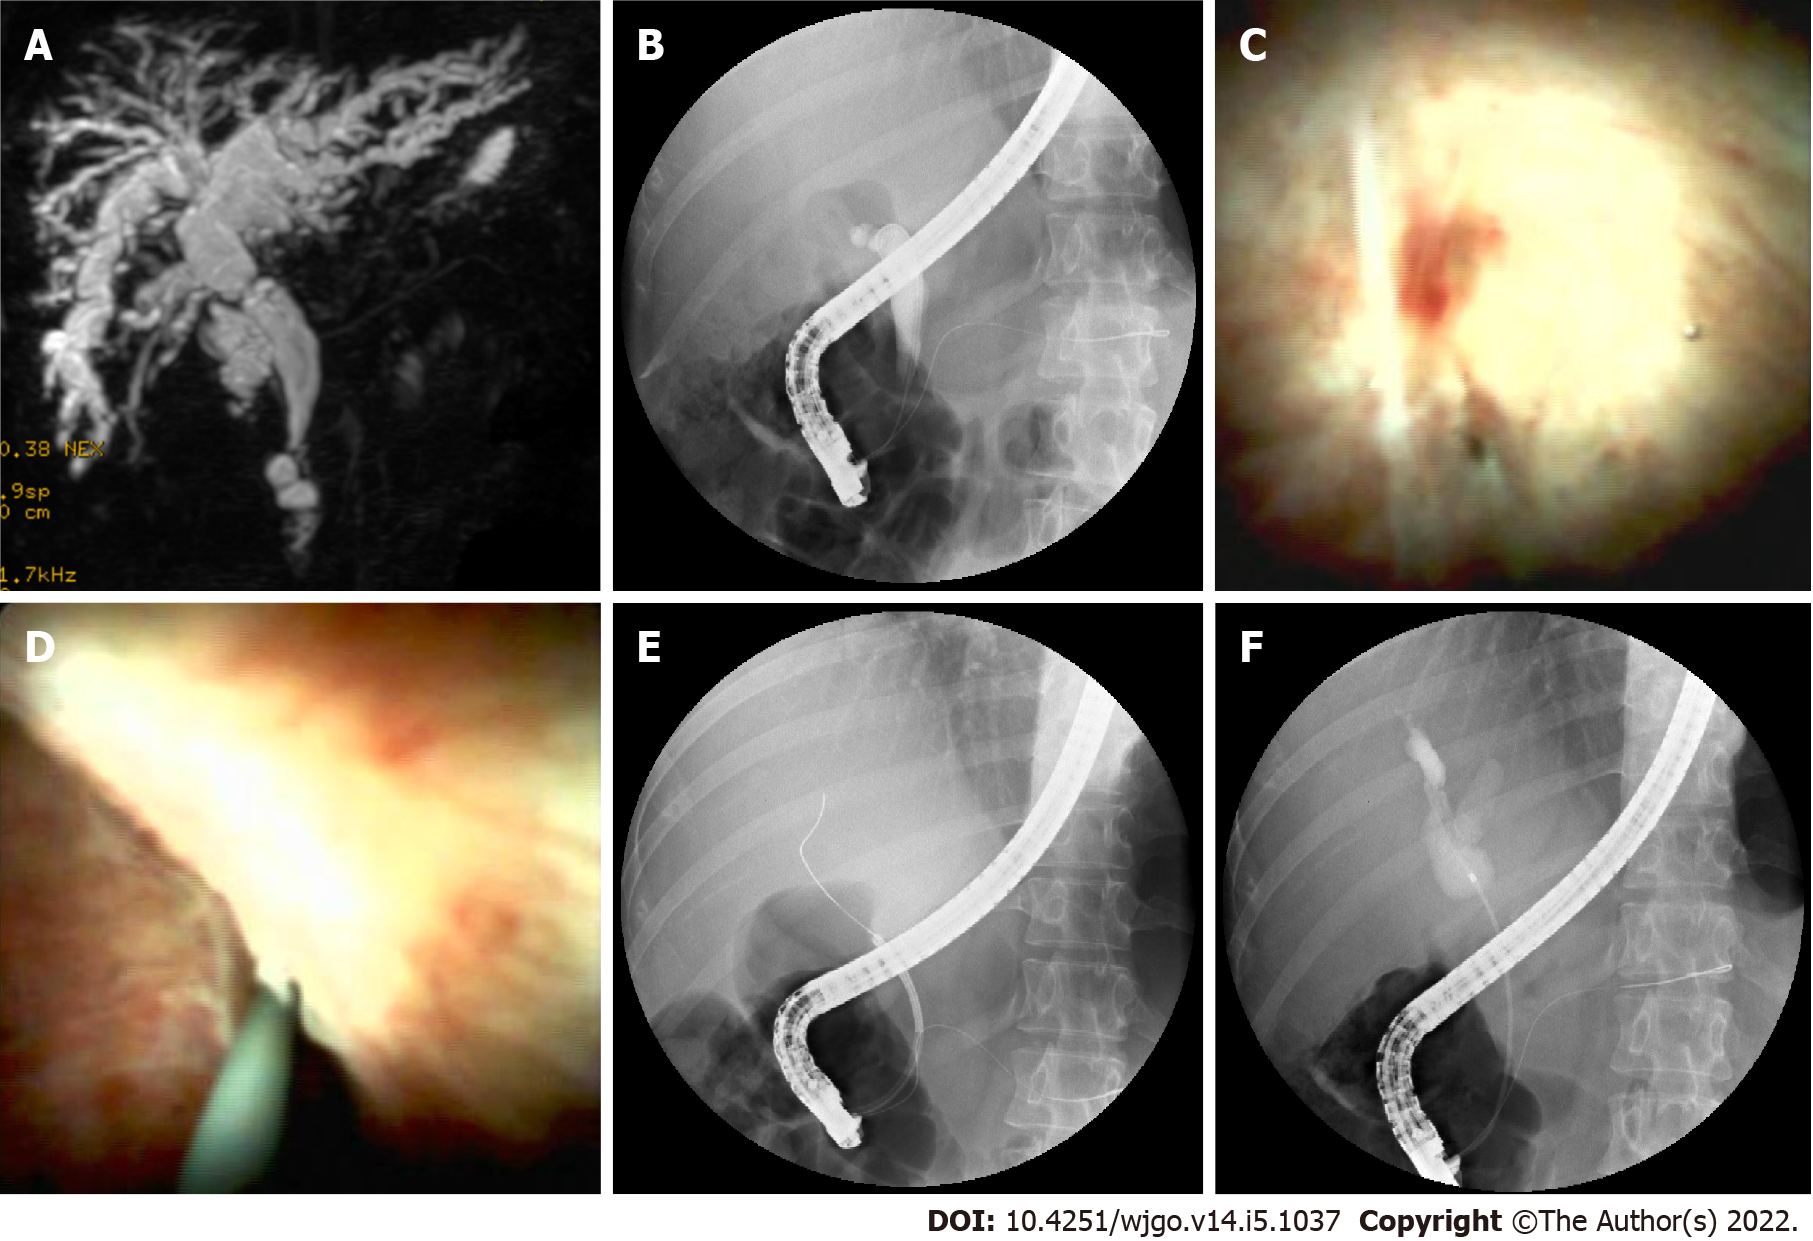 A
B
C
0.38 NEX
.9sp
0 cm
1.7kHz
D
E
F
DOI: 10.4251/wjgo.v14.i5.1037 Copyright ©The Author(s) 2022.